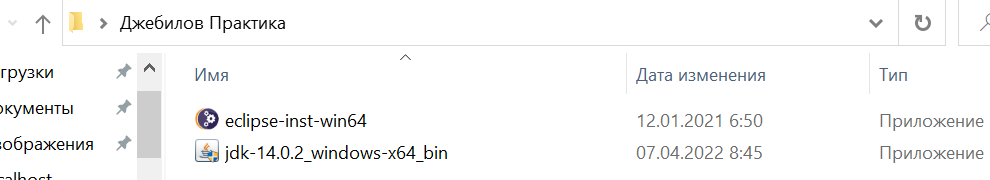 Джебилов Практика
грузки
Имя
Дата изменения
Тип
окументы
eclipse-inst-win64
12.01.2021 6:50
Приложение
зображения
jdk-14.0.2_windows-x64_bin
07.04.2022 8:45
Приложение